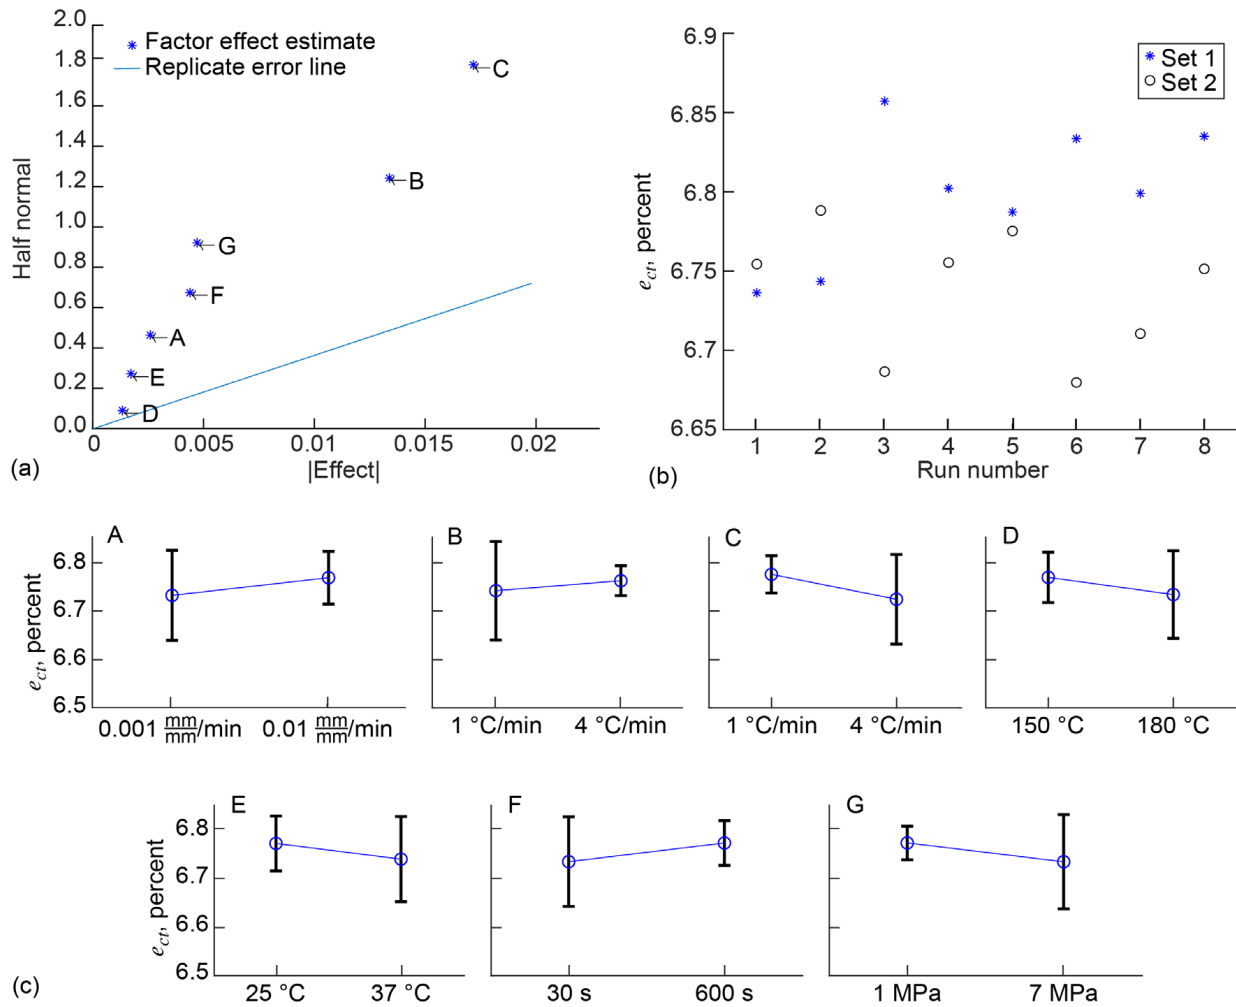 2.0
1.8
1.6
1.4
1.2
1.0
0.8
0.6
0.4
0.2
0.0
Half normal
Factor effect estimate
Replicate error line
C
B
G
F
A
E
D
0
0.005
0.01
0.015
0.02
|Effect|
(a)
6.9
6.85
6.8
6.75
6.7
6.65
e_ct, percent
Set 1
Set 2
1 2 3 4 5 6 7 8
Run number
(b)
A
6.8
6.7
6.6
6.5
e_ct, percent
0.001 mm/mm/min
0.01 mm/mm/min
B
1 °C/min
4 °C/min
C
1 °C/min
4 °C/min
D
150 °C
180 °C
E
6.8
6.7
6.6
6.5
e_ct, percent
25 °C
37 °C
F
30 s
600 s
G
1 MPa
7 MPa
(c)